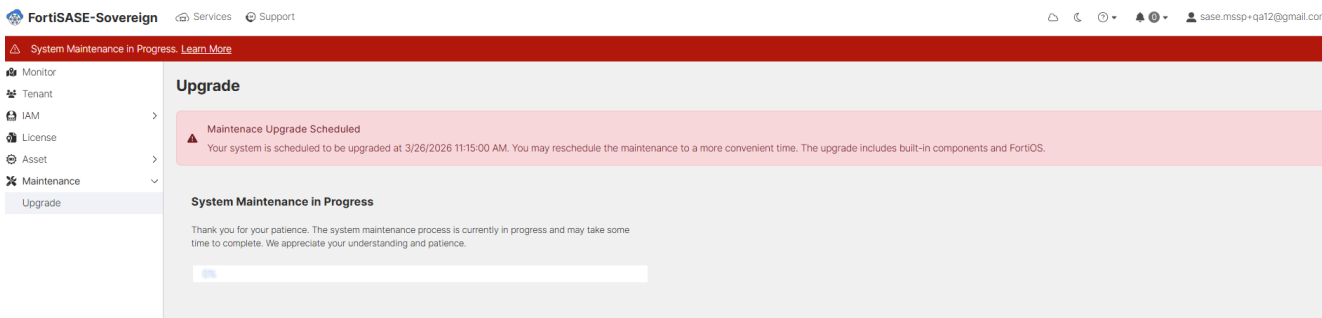 FortiSASE-Sovereign Services Support 0 sase.mssp+qa12@gmail.com
System Maintenance in Progress. Learn More
Monitor
Tenant
IAM
License
Asset
Maintenance
Upgrade
Upgrade
Maintenace Upgrade Scheduled
Your system is scheduled to be upgraded at 3/26/2026 11:15:00 AM. You may reschedule the maintenance to a more convenient time. The upgrade includes built-in components and FortiOS.
System Maintenance in Progress
Thank you for your patience. The system maintenance process is currently in progress and may take some
time to complete. We appreciate your understanding and patience.
0%